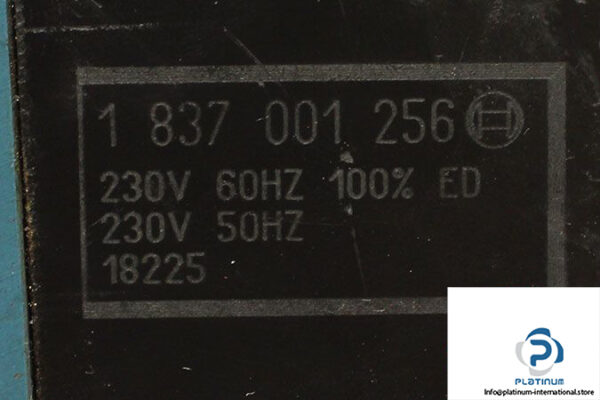 1 837 001 256
230V 60HZ 100% ED
230V 50HZ
18225
PLATINUM
Info@platinum-international.store